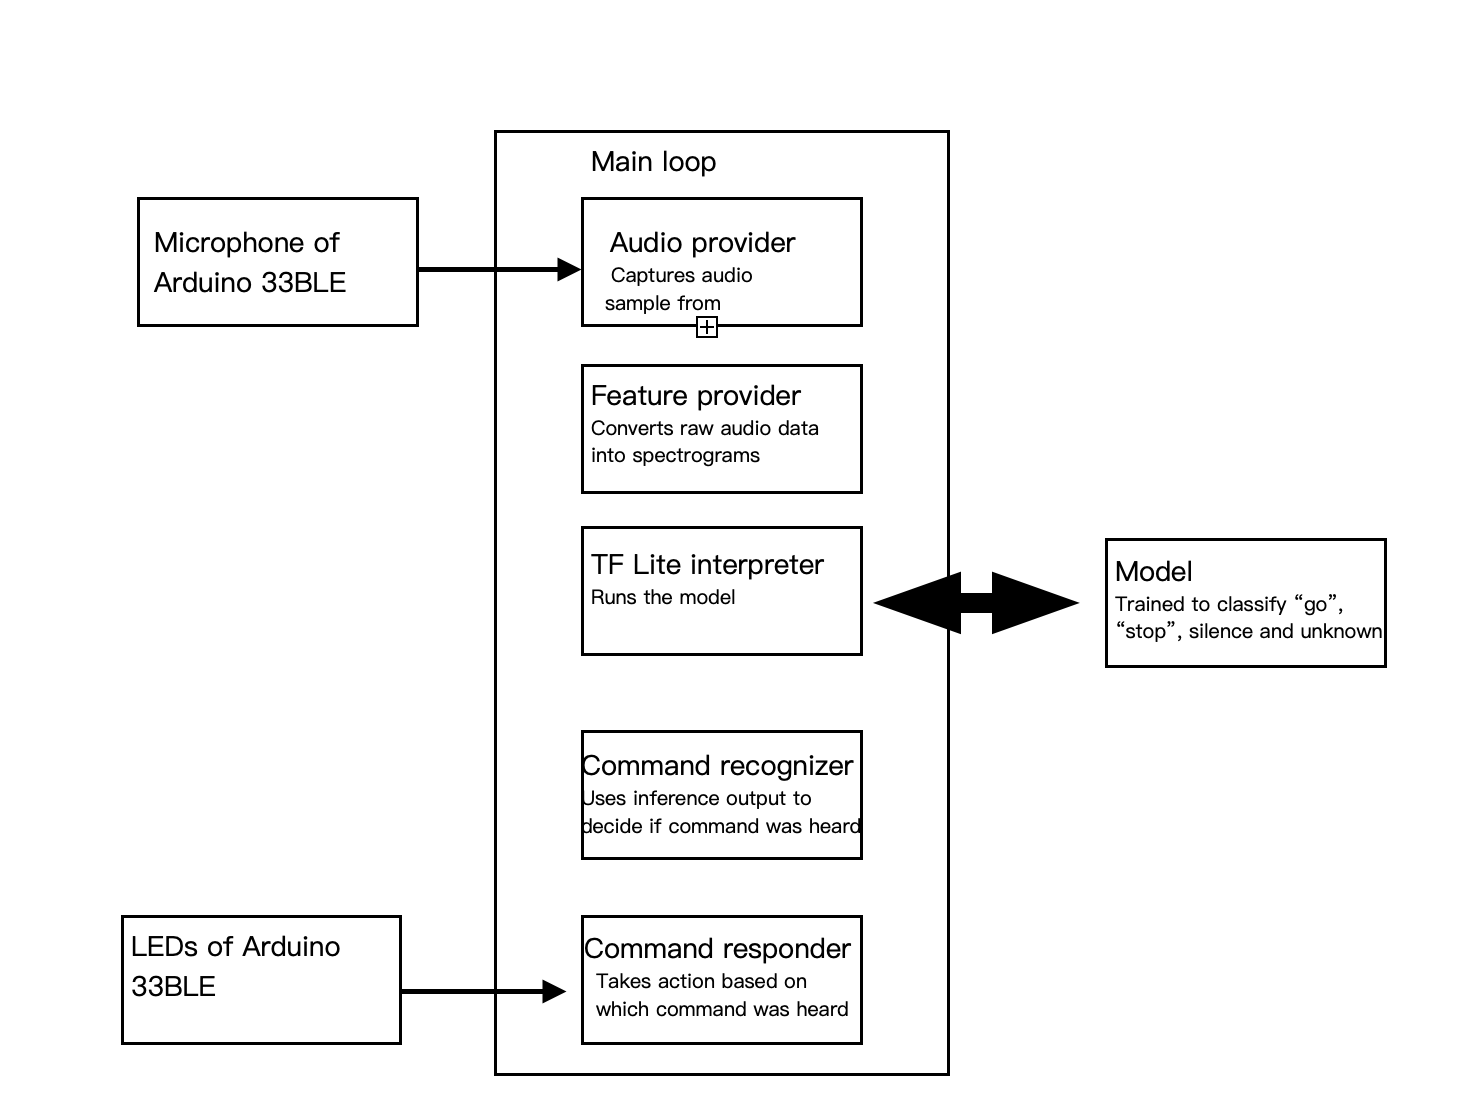 Main loop
Microphone of
Arduino 33BLE
Audio provider
Captures audio
sample from
Feature provider
Converts raw audio data
into spectrograms
TF Lite interpreter
Runs the model
Model
Trained to classify “go”,
“stop”, silence and unknown
Command recognizer
Uses inference output to
decide if command was heard
LEDs of Arduino
33BLE
Command responder
Takes action based on
which command was heard